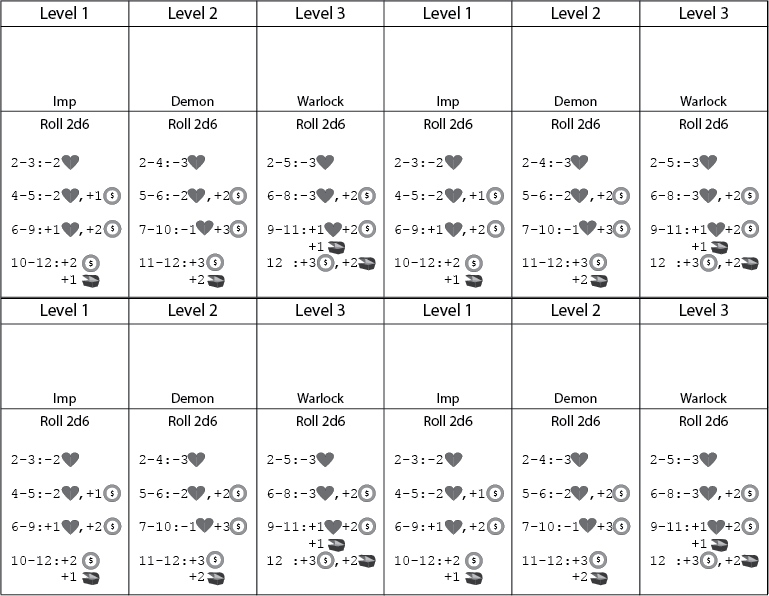 Level 1 Level 2 Level 3 Level 1 Level 2 Level 3
Imp Demon Warlock Imp Demon Warlock
Roll 2d6 Roll 2d6 Roll 2d6 Roll 2d6 Roll 2d6 Roll 2d6
2-3:-2 2-4:-3 2-5:-3 2-3:-2 2-4:-3 2-5:-3
4-5:-2,+1$ 5-6:-2,+2$ 6-8:-3,+2$ 4-5:-2,+1$ 5-6:-2,+2$ 6-8:-3,+2$
6-9:+1,+2$ 7-10:-1+3$ 9-11:+1+2$ 6-9:+1,+2$ 7-10:-1+3$ 9-11:+1+2$
+1 +1
10-12:+2 $ 11-12:+3$ 12 :+3$,+2 10-12:+2 $ 11-12:+3$ 12 :+3$,+2
+1 +2 +1 +2
Level 1 Level 2 Level 3 Level 1 Level 2 Level 3
Imp Demon Warlock Imp Demon Warlock
Roll 2d6 Roll 2d6 Roll 2d6 Roll 2d6 Roll 2d6 Roll 2d6
2-3:-2 2-4:-3 2-5:-3 2-3:-2 2-4:-3 2-5:-3
4-5:-2,+1$ 5-6:-2,+2$ 6-8:-3,+2$ 4-5:-2,+1$ 5-6:-2,+2$ 6-8:-3,+2$
6-9:+1,+2$ 7-10:-1+3$ 9-11:+1+2$ 6-9:+1,+2$ 7-10:-1+3$ 9-11:+1+2$
+1 +1
10-12:+2 $ 11-12:+3$ 12 :+3$,+2 10-12:+2 $ 11-12:+3$ 12 :+3$,+2
+1 +2 +1 +2